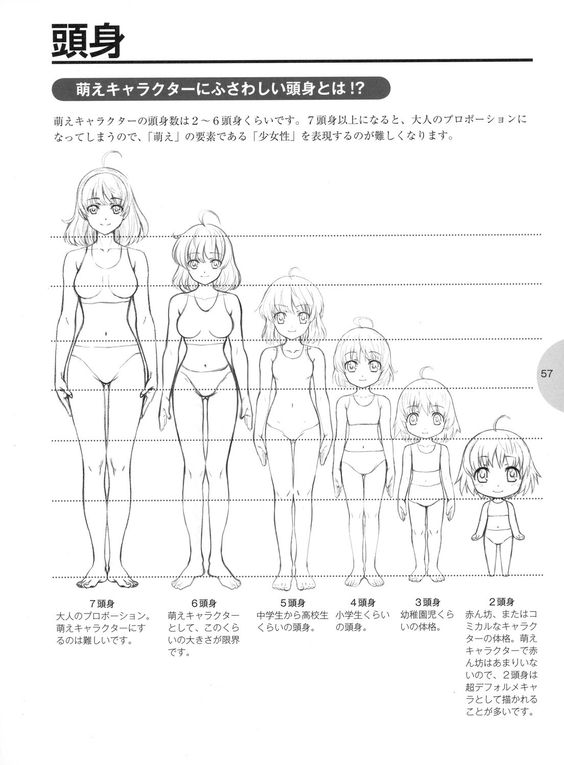 頭身
萌えキャラクターにふさわしい頭身とは!?
萌えキャラクターの頭身数は２～６頭身くらいです。７頭身以上になると、大人のプロポーションに
なってしまうので、「萌え」の要素である「少女性」を表現するのが難しくなります。
57
７頭身
大人のプロポーション。
萌えキャラクターにす
るのは難しいです。
６頭身
萌えキャラクター
として、このくら
いの大きさが限界
です。
５頭身
中学生から高校生
くらいの頭身。
４頭身
小学生くらい
の頭身。
３頭身
幼稚園児くら
いの体格。
２頭身
赤ん坊、またはコ
ミカルなキャラク
ターの体格。萌え
キャラクターで赤
ん坊はあまりいな
いので、２頭身は
超デフォルメキャ
ラとして描かれる
ことが多いです。